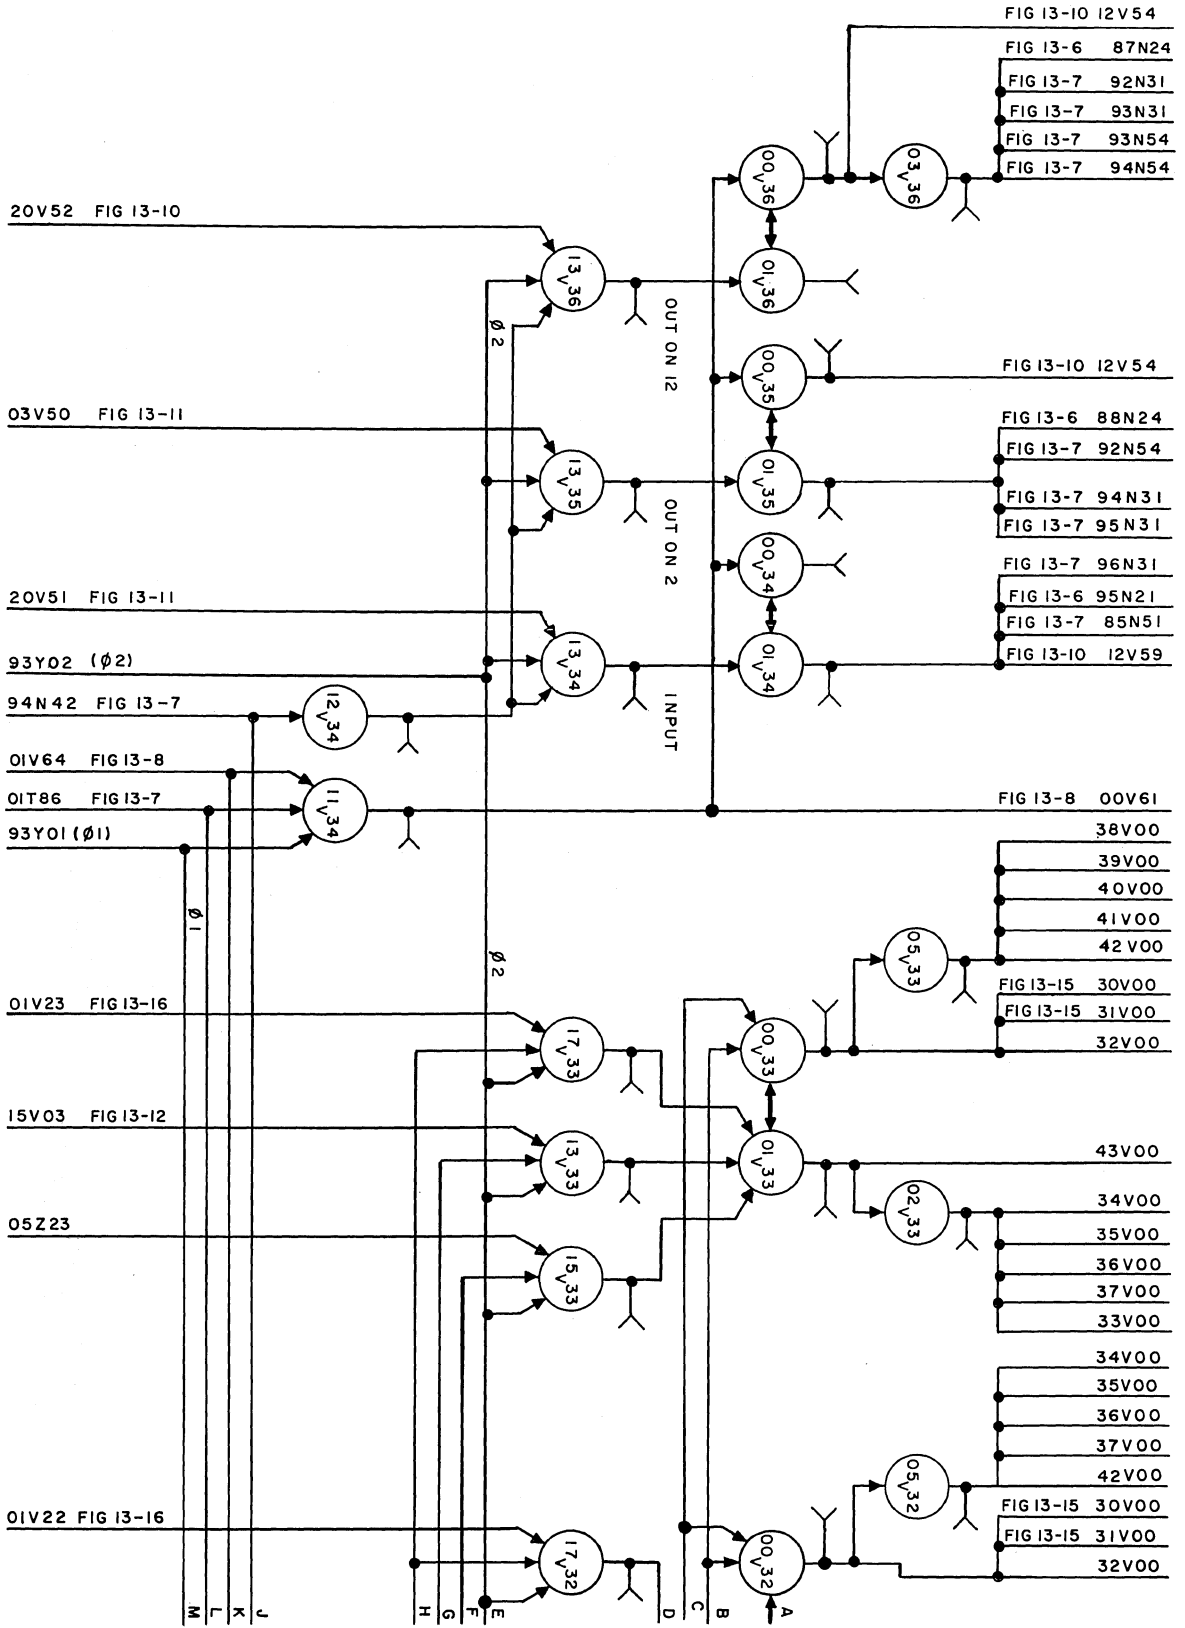 FIG 13-10 12V54
FIG 13-6 87N24
FIG 13-7 92N31
FIG 13-7 93N31
FIG 13-7 93N54
FIG 13-7 94N54
00V36
03V36
20V52 FIG 13-10
13V36
01V36
Ø2
OUT ON 12
00V35
FIG 13-10 12V54
03V50 FIG 13-11
FIG 13-6 88N24
FIG 13-7 92N54
13V35
01V35
FIG 13-7 94N31
FIG 13-7 95N31
OUT ON 2
00V34
FIG 13-7 96N31
20V51 FIG 13-11
FIG 13-6 95N21
FIG 13-7 85N51
93Y02 (Ø2)
13V34
01V34
FIG 13-10 12V59
94N42 FIG 13-7
12V34
INPUT
01V64 FIG 13-8
01T86 FIG 13-7
11V34
FIG 13-8 00V61
93Y01 (Ø1)
38V00
39V00
40V00
41V00
42V00
Ø1
Ø2
05V33
01V23 FIG 13-16
FIG 13-15 30V00
FIG 13-15 31V00
17V33
00V33
32V00
15V03 FIG 13-12
13V33
01V33
43V00
02V33
34V00
05Z23
35V00
15V33
36V00
37V00
33V00
34V00
35V00
36V00
37V00
05V32
42V00
01V22 FIG 13-16
FIG 13-15 30V00
FIG 13-15 31V00
17V32
00V32
32V00
M
L
K
J
H
G
F
E
D
C
B
A